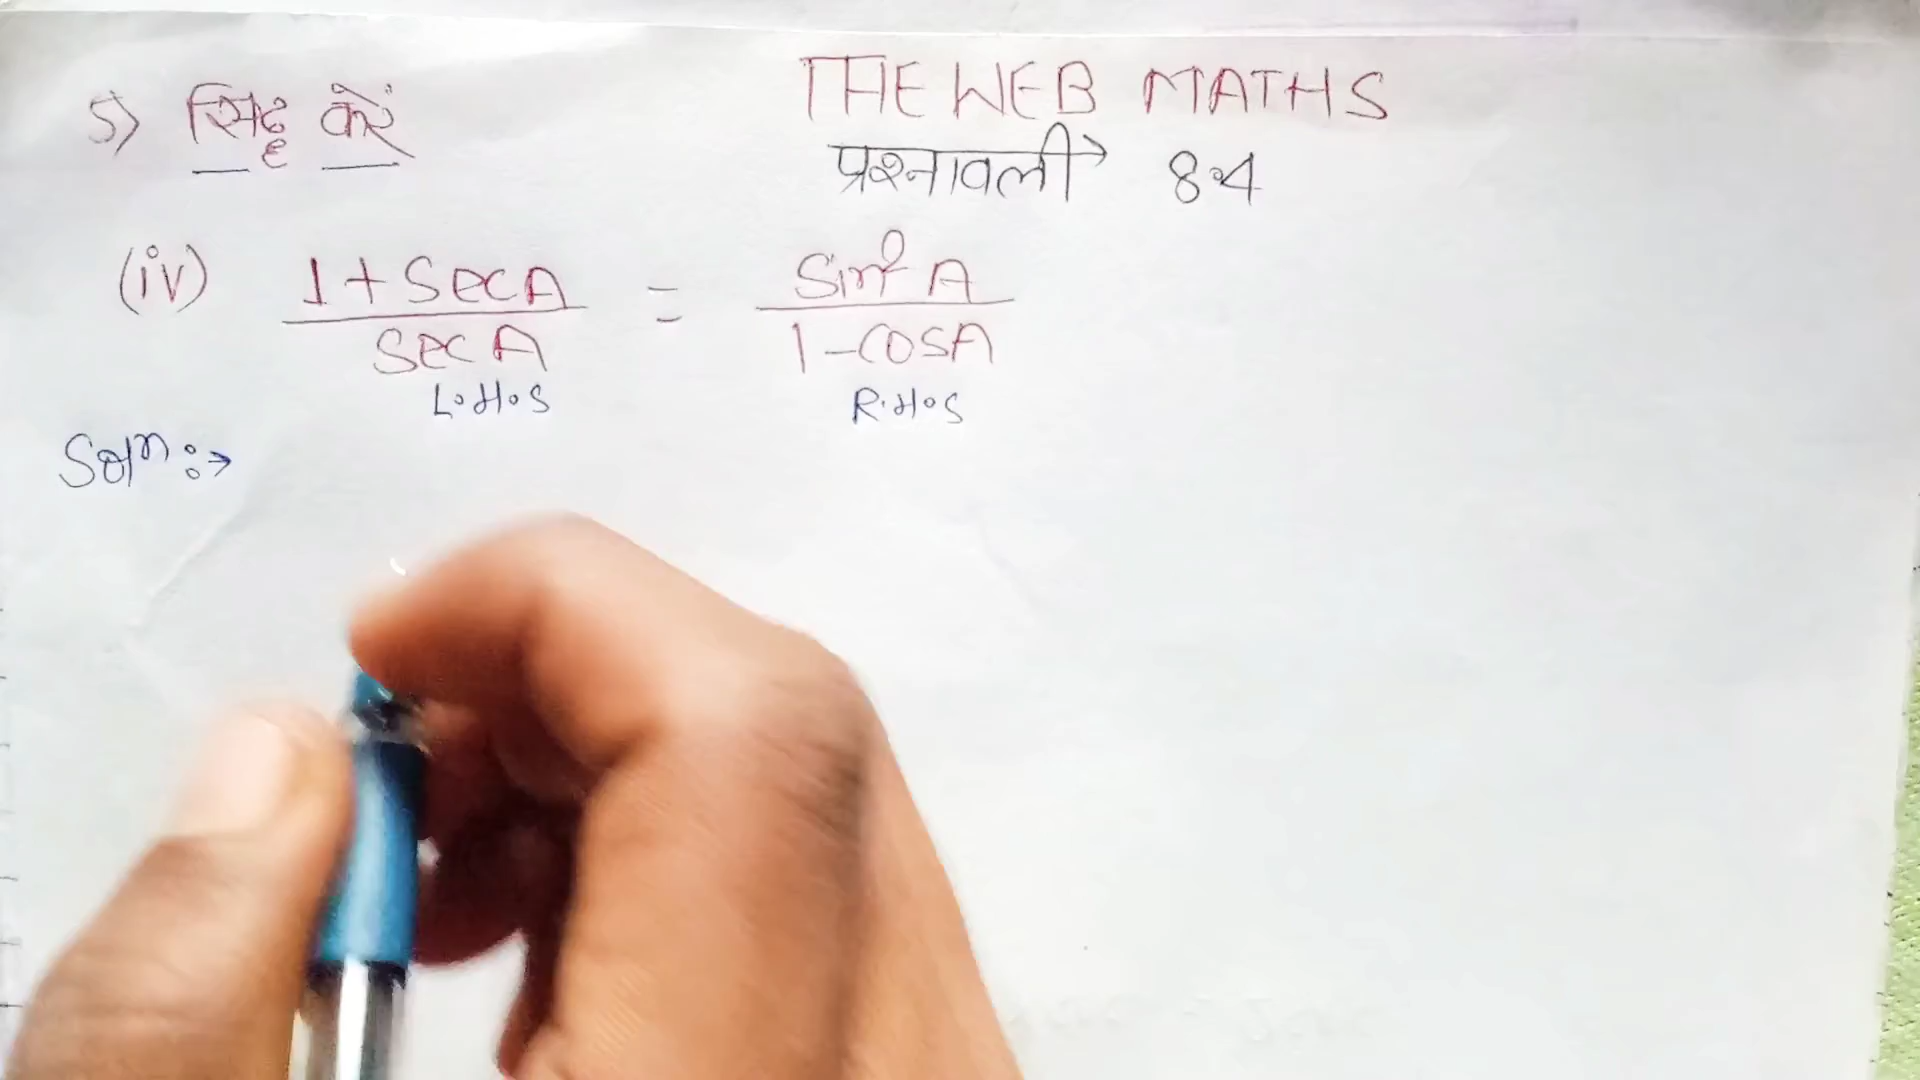 THE WEB MATHS
5) सिद्ध करें
प्रश्नावली → 8.4
(iv) 1+SecA / SecA = Sin²A / 1-COSA
L.H.S R.H.S
Solⁿ :→